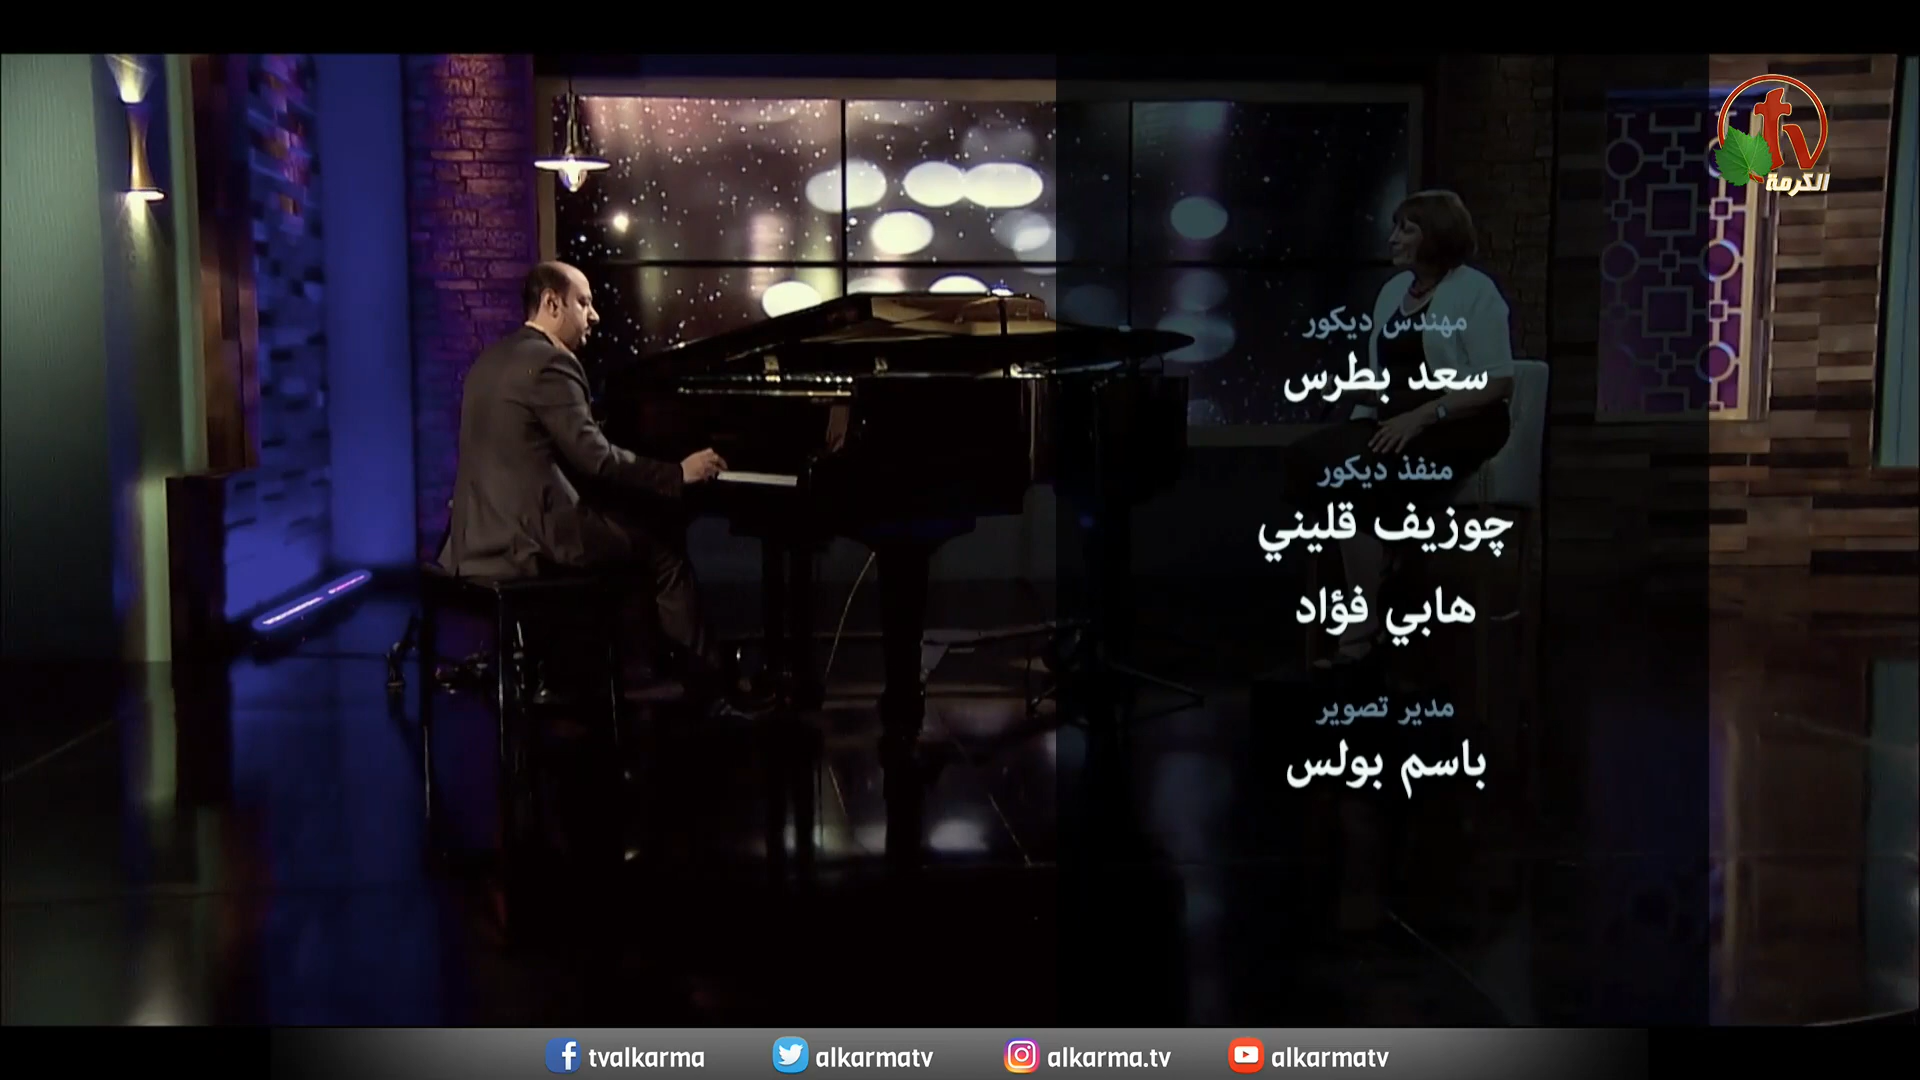 tv
الكرمة
مهندس ديكور
سعد بطرس
منفذ ديكور
چوزيف قليني
هابي فؤاد
مدير تصوير
باسم بولس
tvalkarma
alkarmatv
alkarma.tv
alkarmatv